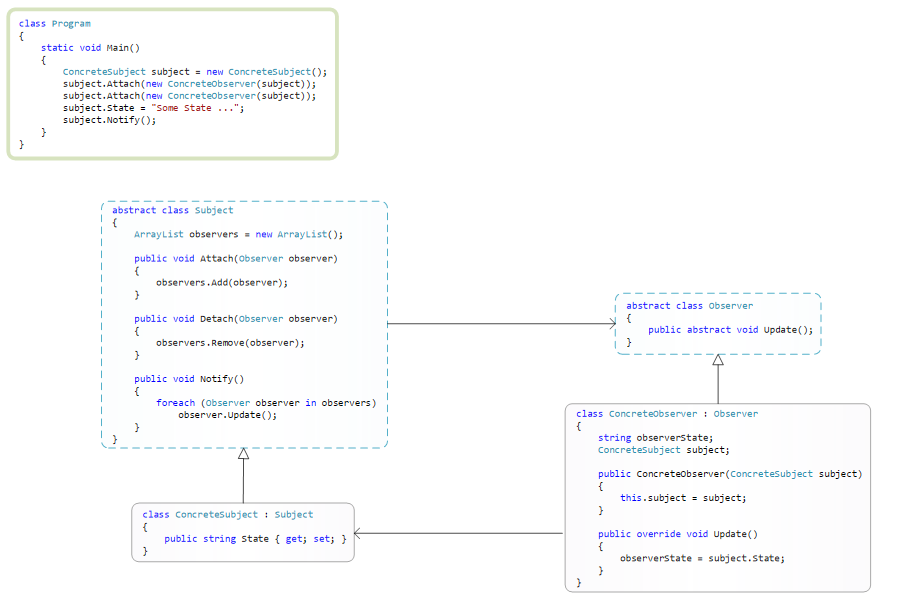 class Program
{
    static void Main()
    {
        ConcreteSubject subject = new ConcreteSubject();
        subject.Attach(new ConcreteObserver(subject));
        subject.Attach(new ConcreteObserver(subject));
        subject.State = "Some State ...";
        subject.Notify();
    }
}
abstract class Subject
{
    ArrayList observers = new ArrayList();
    public void Attach(Observer observer)
    {
        observers.Add(observer);
    }
    public void Detach(Observer observer)
    {
        observers.Remove(observer);
    }
    public void Notify()
    {
        foreach (Observer observer in observers)
            observer.Update();
    }
}
abstract class Observer
{
    public abstract void Update();
}
class ConcreteSubject : Subject
{
    public string State { get; set; }
}
class ConcreteObserver : Observer
{
    string observerState;
    ConcreteSubject subject;
    public ConcreteObserver(ConcreteSubject subject)
    {
        this.subject = subject;
    }
    public override void Update()
    {
        observerState = subject.State;
    }
}